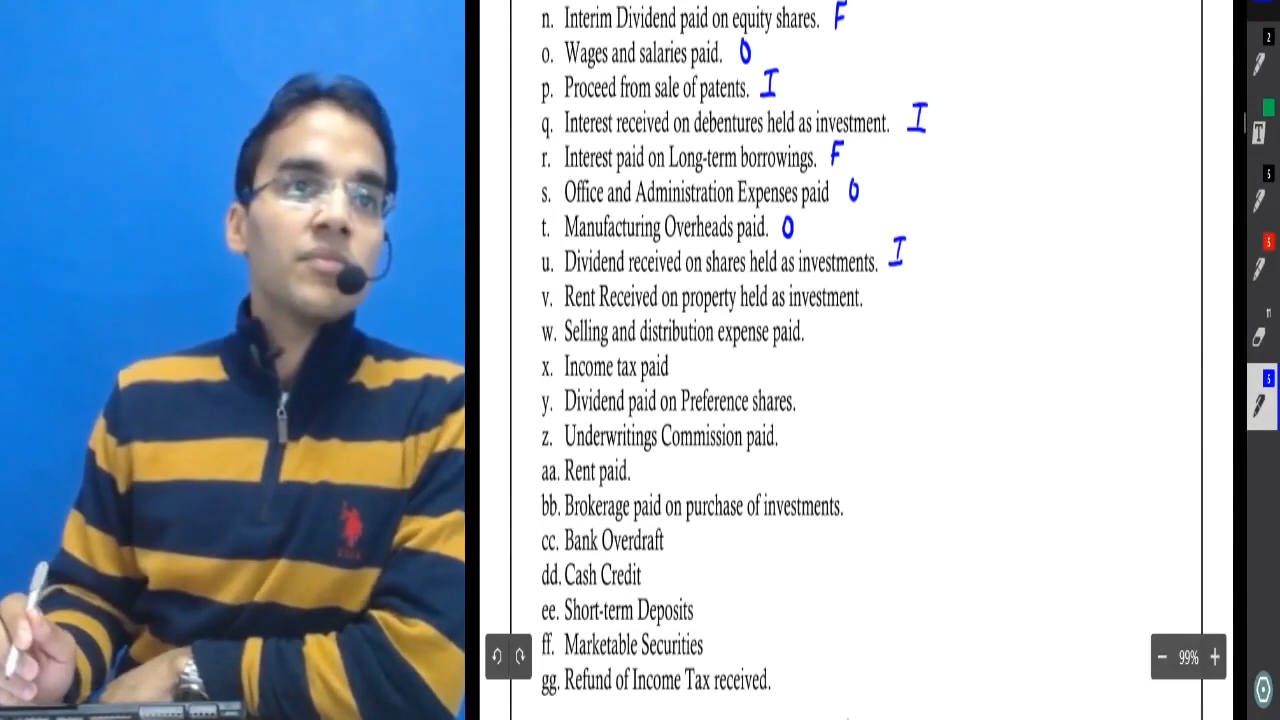 n. Interim Dividend paid on equity shares. F
o. Wages and salaries paid. O
p. Proceed from sale of patents. I
q. Interest received on debentures held as investment. I
r. Interest paid on Long-term borrowings. F
s. Office and Administration Expenses paid O
t. Manufacturing Overheads paid. O
u. Dividend received on shares held as investments. I
v. Rent Received on property held as investment.
w. Selling and distribution expense paid.
x. Income tax paid
y. Dividend paid on Preference shares.
z. Underwritings Commission paid.
aa. Rent paid.
bb. Brokerage paid on purchase of investments.
cc. Bank Overdraft
dd. Cash Credit
ee. Short-term Deposits
ff. Marketable Securities
gg. Refund of Income Tax received.
− 99% +
2
T
5
5
5